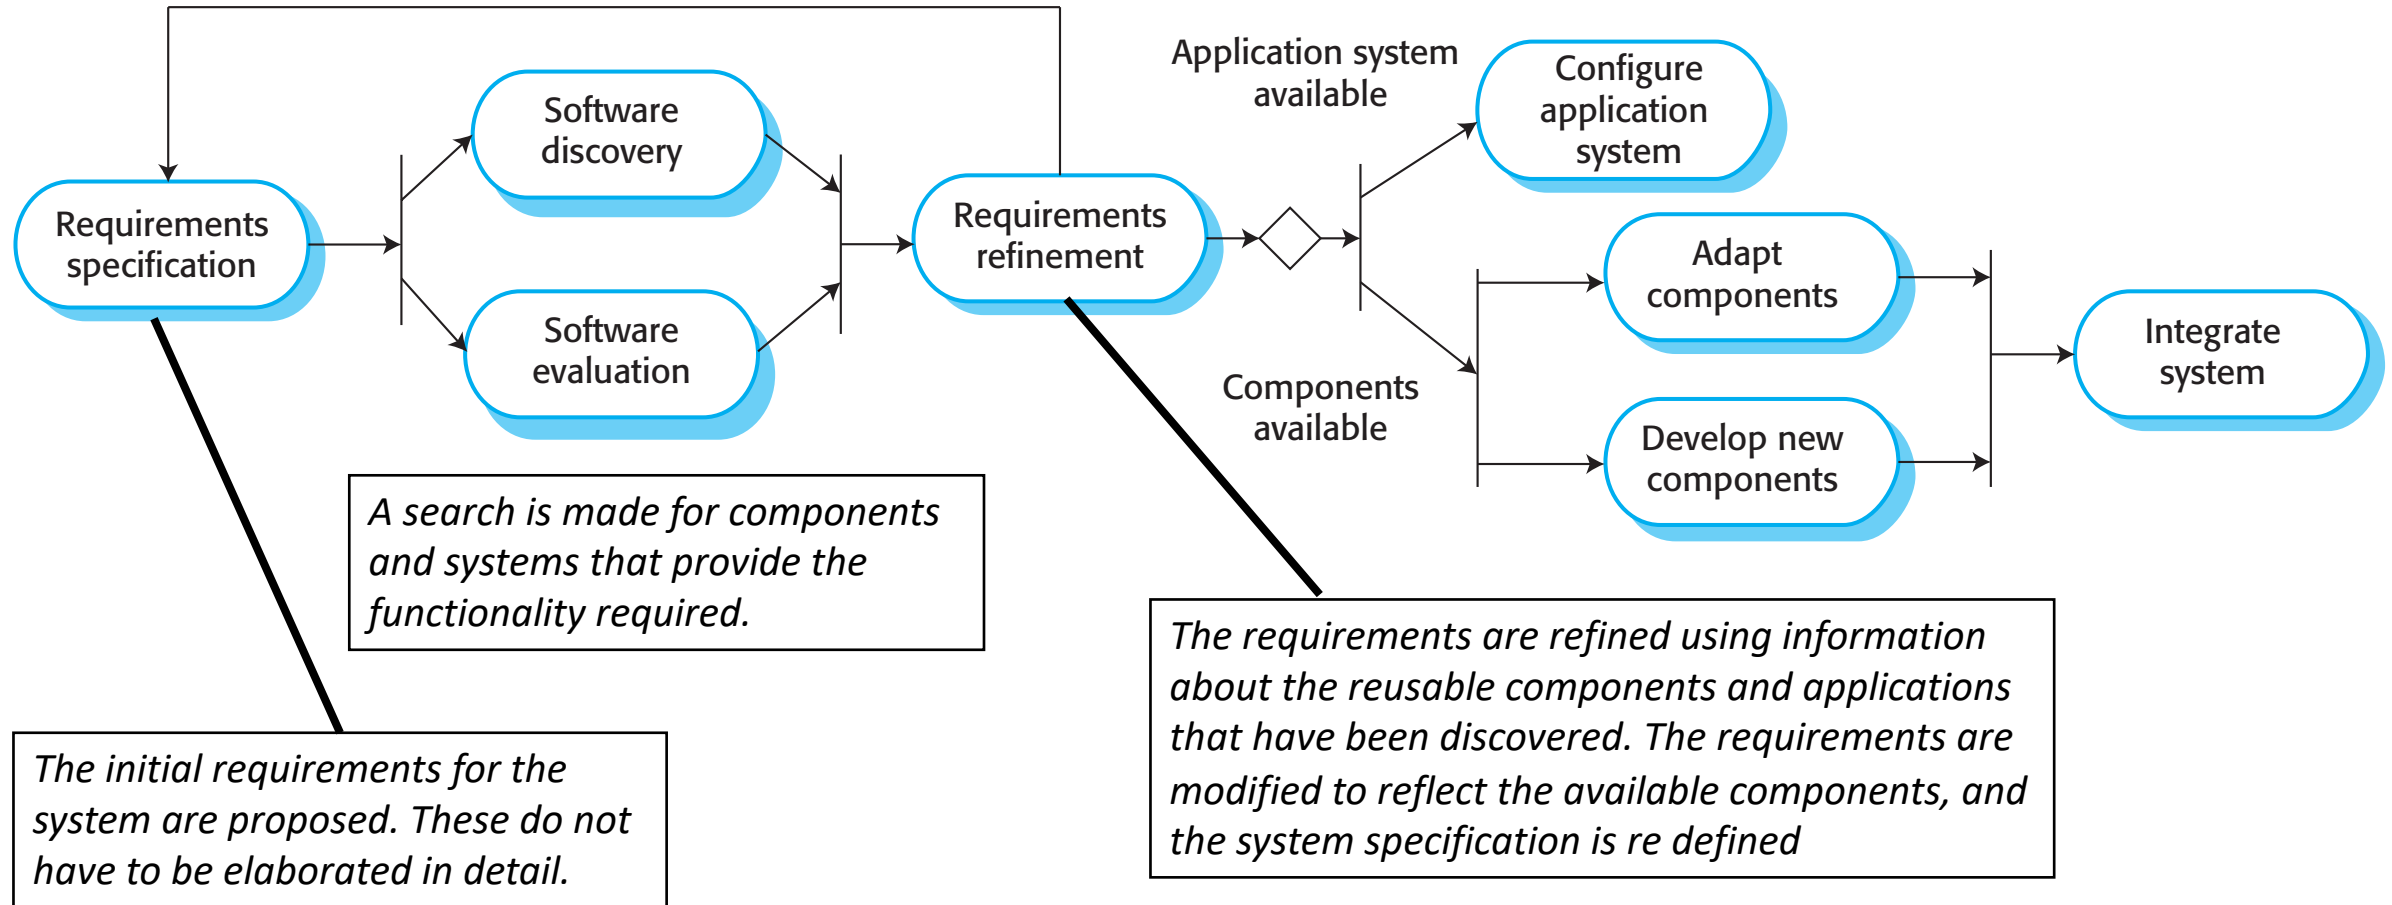 Requirements
specification
Software
discovery
Software
evaluation
Requirements
refinement
Application system
available
Configure
application
system
Components
available
Adapt
components
Develop new
components
Integrate
system
A search is made for components
and systems that provide the
functionality required.
The initial requirements for the
system are proposed. These do not
have to be elaborated in detail.
The requirements are refined using information
about the reusable components and applications
that have been discovered. The requirements are
modified to reflect the available components, and
the system specification is re defined